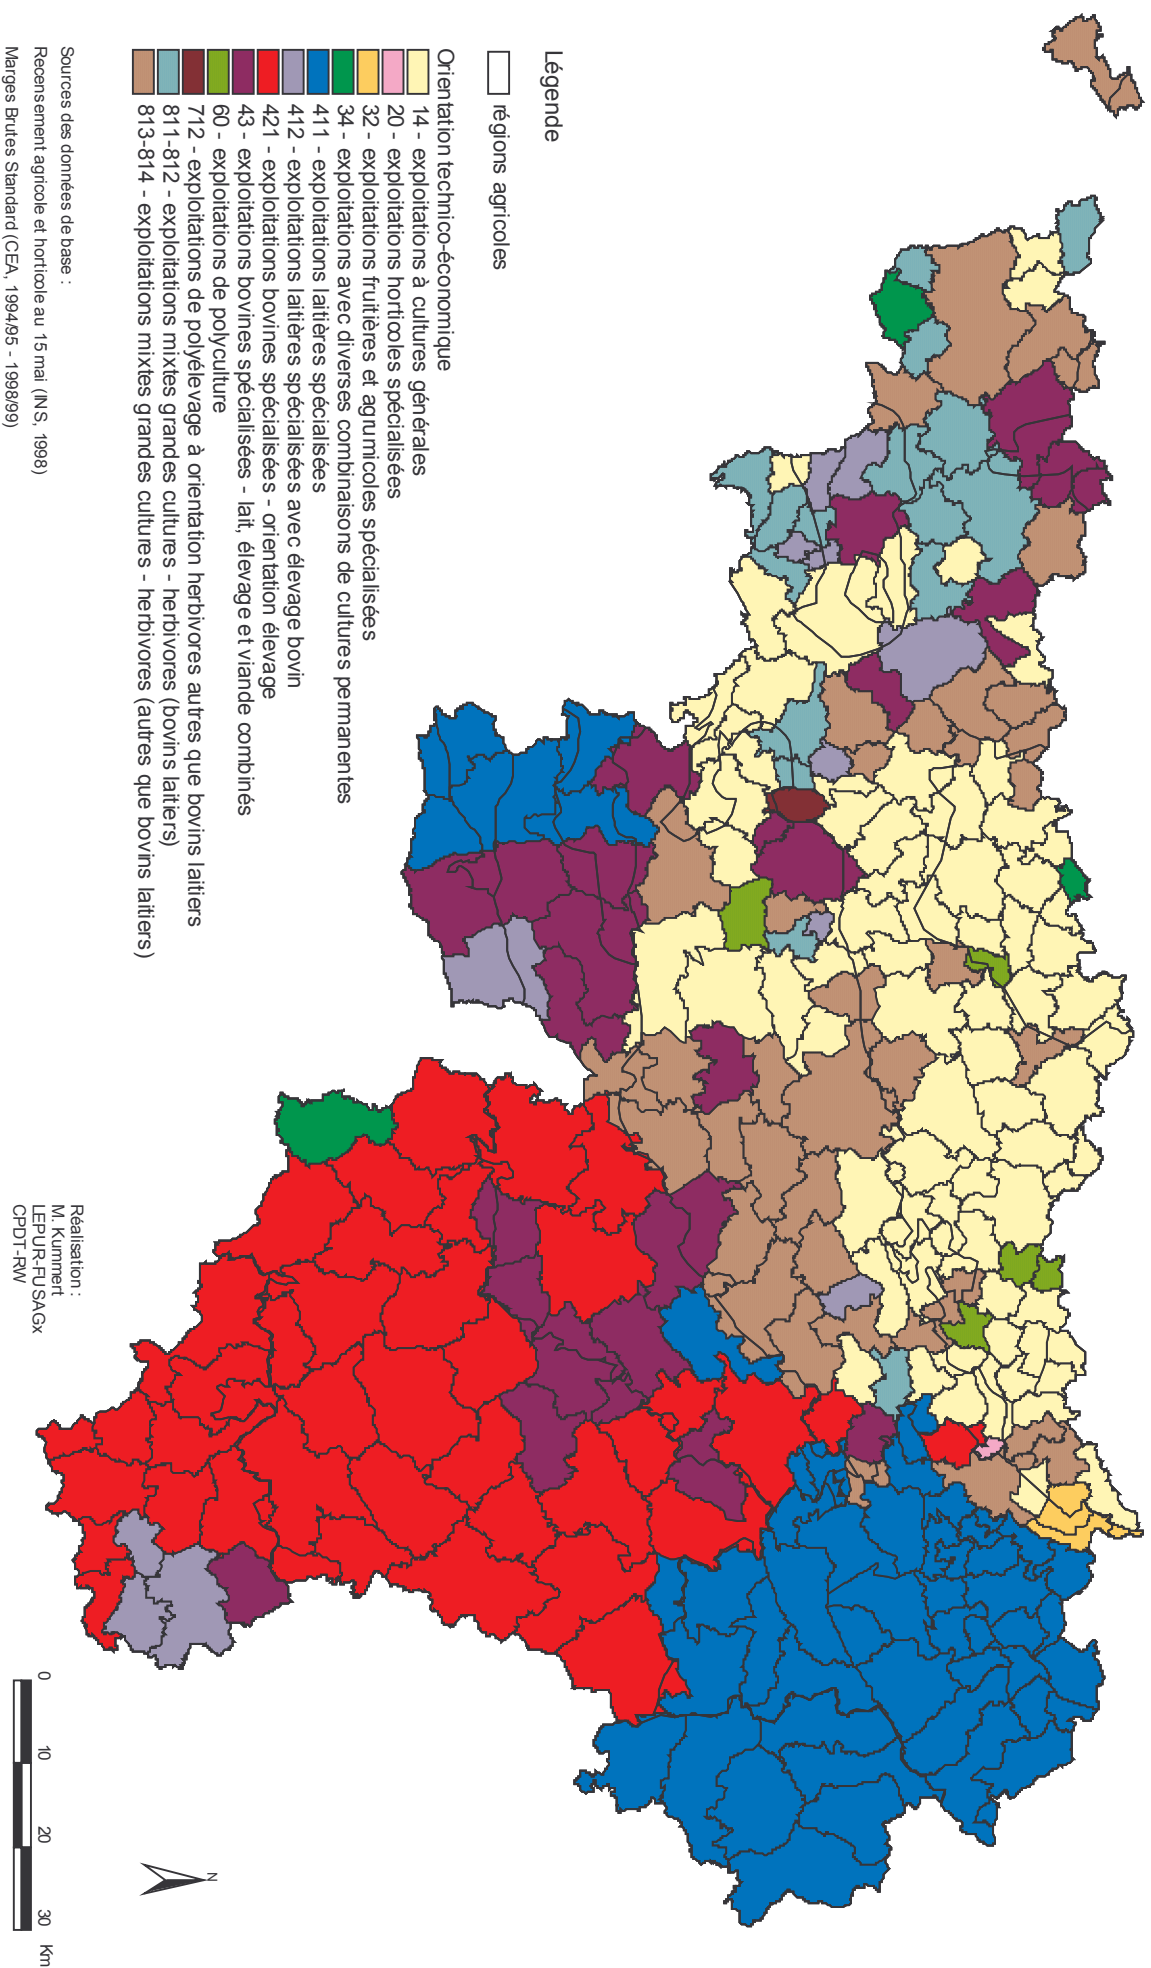 Légende
régions agricoles
Orientation technico-économique
14 - exploitations à cultures générales
20 - exploitations horticoles spécialisées
32 - exploitations fruitières et agrumicoles spécialisées
34 - exploitations avec diverses combinaisons de cultures permanentes
411 - exploitations laitières spécialisées
412 - exploitations laitières spécialisées avec élevage bovin
421 - exploitations bovines spécialisées - orientation élevage
43 - exploitations bovines spécialisées - lait, élevage et viande combinés
60 - exploitations de polyculture
712 - exploitations de polyélevage à orientation herbivores autres que bovins laitiers
811-812 - exploitations mixtes grandes cultures - herbivores (bovins laitiers)
813-814 - exploitations mixtes grandes cultures - herbivores (autres que bovins laitiers)
Sources des données de base :
Recensement agricole et horticole au 15 mai (INS, 1998)
Marges Brutes Standard (CEA, 1994/95 - 1998/99)
Réalisation :
M. Kummert
LEPUR-FUSAGx
CPDT-RW
N
0 10 20 30 Km